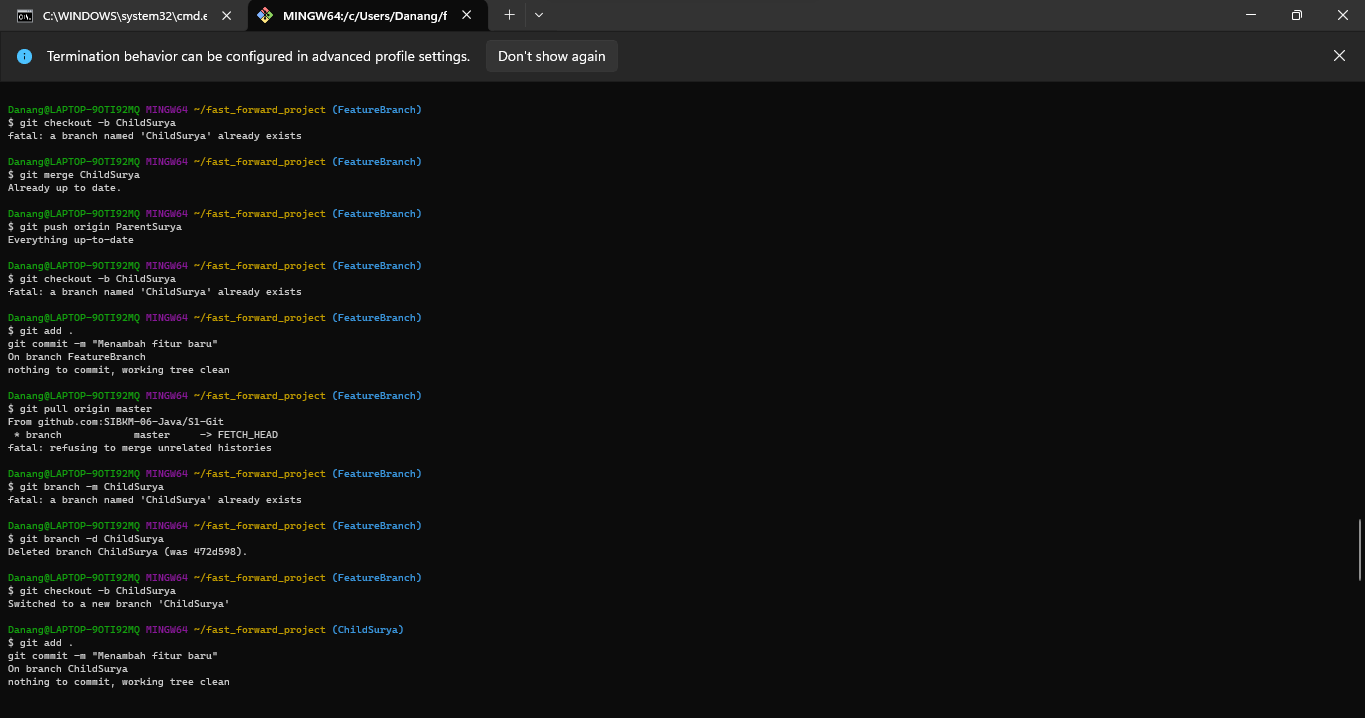 C:\WINDOWS\system32\cmd.e
MINGW64:/c/Users/Danang/f
Termination behavior can be configured in advanced profile settings.
Don't show again
Danang@LAPTOP-9OTI92MQ MINGW64 ~/fast_forward_project (FeatureBranch)
$ git checkout -b ChildSurya
fatal: a branch named 'ChildSurya' already exists
Danang@LAPTOP-9OTI92MQ MINGW64 ~/fast_forward_project (FeatureBranch)
$ git merge ChildSurya
Already up to date.
Danang@LAPTOP-9OTI92MQ MINGW64 ~/fast_forward_project (FeatureBranch)
$ git push origin ParentSurya
Everything up-to-date
Danang@LAPTOP-9OTI92MQ MINGW64 ~/fast_forward_project (FeatureBranch)
$ git checkout -b ChildSurya
fatal: a branch named 'ChildSurya' already exists
Danang@LAPTOP-9OTI92MQ MINGW64 ~/fast_forward_project (FeatureBranch)
$ git add .
git commit -m "Menambah fitur baru"
On branch FeatureBranch
nothing to commit, working tree clean
Danang@LAPTOP-9OTI92MQ MINGW64 ~/fast_forward_project (FeatureBranch)
$ git pull origin master
From github.com:SIBKM-06-Java/S1-Git
 * branch            master     -> FETCH_HEAD
fatal: refusing to merge unrelated histories
Danang@LAPTOP-9OTI92MQ MINGW64 ~/fast_forward_project (FeatureBranch)
$ git branch -m ChildSurya
fatal: a branch named 'ChildSurya' already exists
Danang@LAPTOP-9OTI92MQ MINGW64 ~/fast_forward_project (FeatureBranch)
$ git branch -d ChildSurya
Deleted branch ChildSurya (was 472d598).
Danang@LAPTOP-9OTI92MQ MINGW64 ~/fast_forward_project (FeatureBranch)
$ git checkout -b ChildSurya
Switched to a new branch 'ChildSurya'
Danang@LAPTOP-9OTI92MQ MINGW64 ~/fast_forward_project (ChildSurya)
$ git add .
git commit -m "Menambah fitur baru"
On branch ChildSurya
nothing to commit, working tree clean